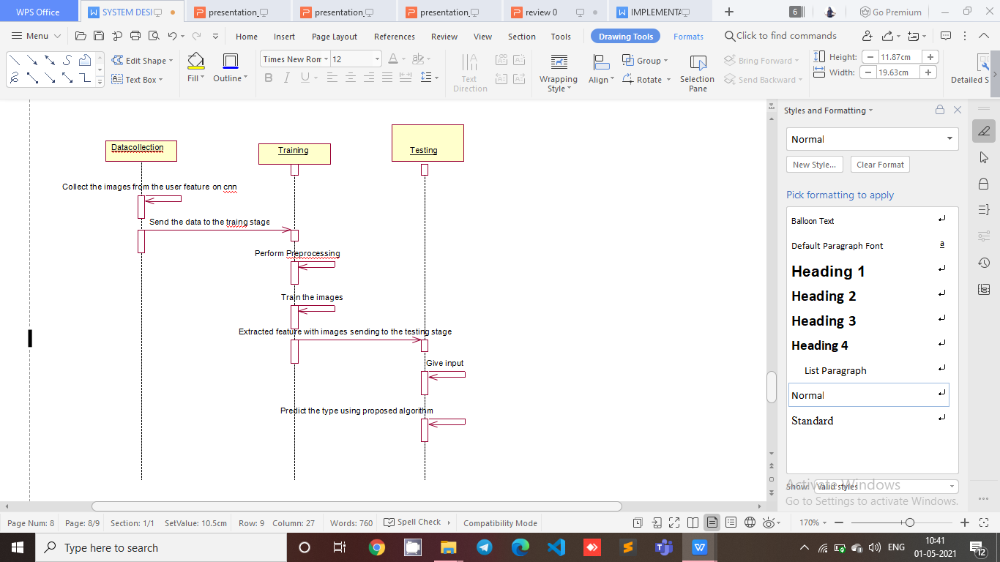 WPS Office
SYSTEM DESI
presentation_
presentation_
presentation_
review 0
IMPLEMENTA
6
Go Premium
Menu
Home
Insert
Page Layout
References
Review
View
Section
Tools
Drawing Tools
Formats
Click to find commands
Edit Shape
Text Box
Fill
Outline
Times New Rom
12
A
ab
B
I
U
Text
Direction
Wrapping
Style
Align
Group
Rotate
Selection
Pane
Bring Forward
Send Backward
Height:
11.87cm
Width:
19.63cm
Detailed S
Datacollection
Training
Testing
Collect the images from the user feature on cnn
Send the data to the traing stage
Perform Preprocessing
Train the images
Extracted feature with images sending to the testing stage
Give input
Predict the type using proposed algorithm
Styles and Formatting
Normal
New Style...
Clear Format
Pick formatting to apply
Balloon Text
Default Paragraph Font
a
Heading 1
Heading 2
Heading 3
Heading 4
List Paragraph
Normal
Standard
Show:
Valid styles
Activate Windows
Go to Settings to activate Windows.
Page Num: 8
Page: 8/9
Section: 1/1
SetValue: 10.5cm
Row: 9
Column: 27
Words: 760
Spell Check
Compatibility Mode
170%
Type here to search
ENG
10:41
01-05-2021
12